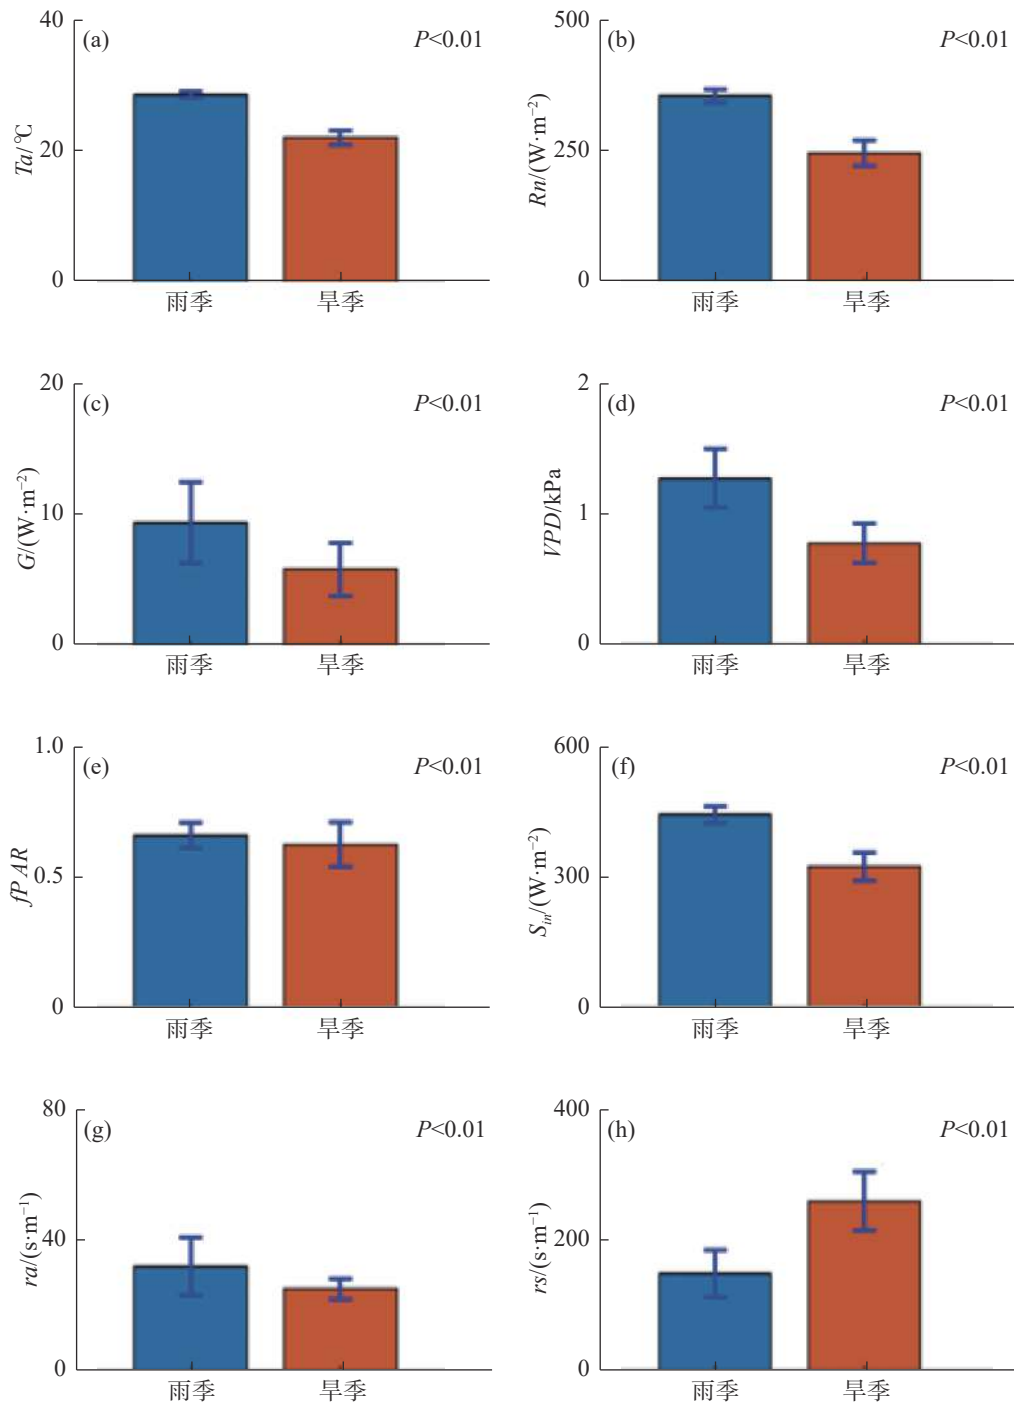 40
(a)
P<0.01
Ta/℃
20
0
雨季
旱季
500
(b)
P<0.01
Rn/(W·m⁻²)
250
0
雨季
旱季
20
(c)
P<0.01
G/(W·m⁻²)
10
0
雨季
旱季
2
(d)
P<0.01
VPD/kPa
1
0
雨季
旱季
1.0
(e)
P<0.01
fPAR
0.5
0
雨季
旱季
600
(f)
P<0.01
Sin/(W·m⁻²)
300
0
雨季
旱季
80
(g)
P<0.01
ra/(s·m⁻¹)
40
0
雨季
旱季
400
(h)
P<0.01
rs/(s·m⁻¹)
200
0
雨季
旱季